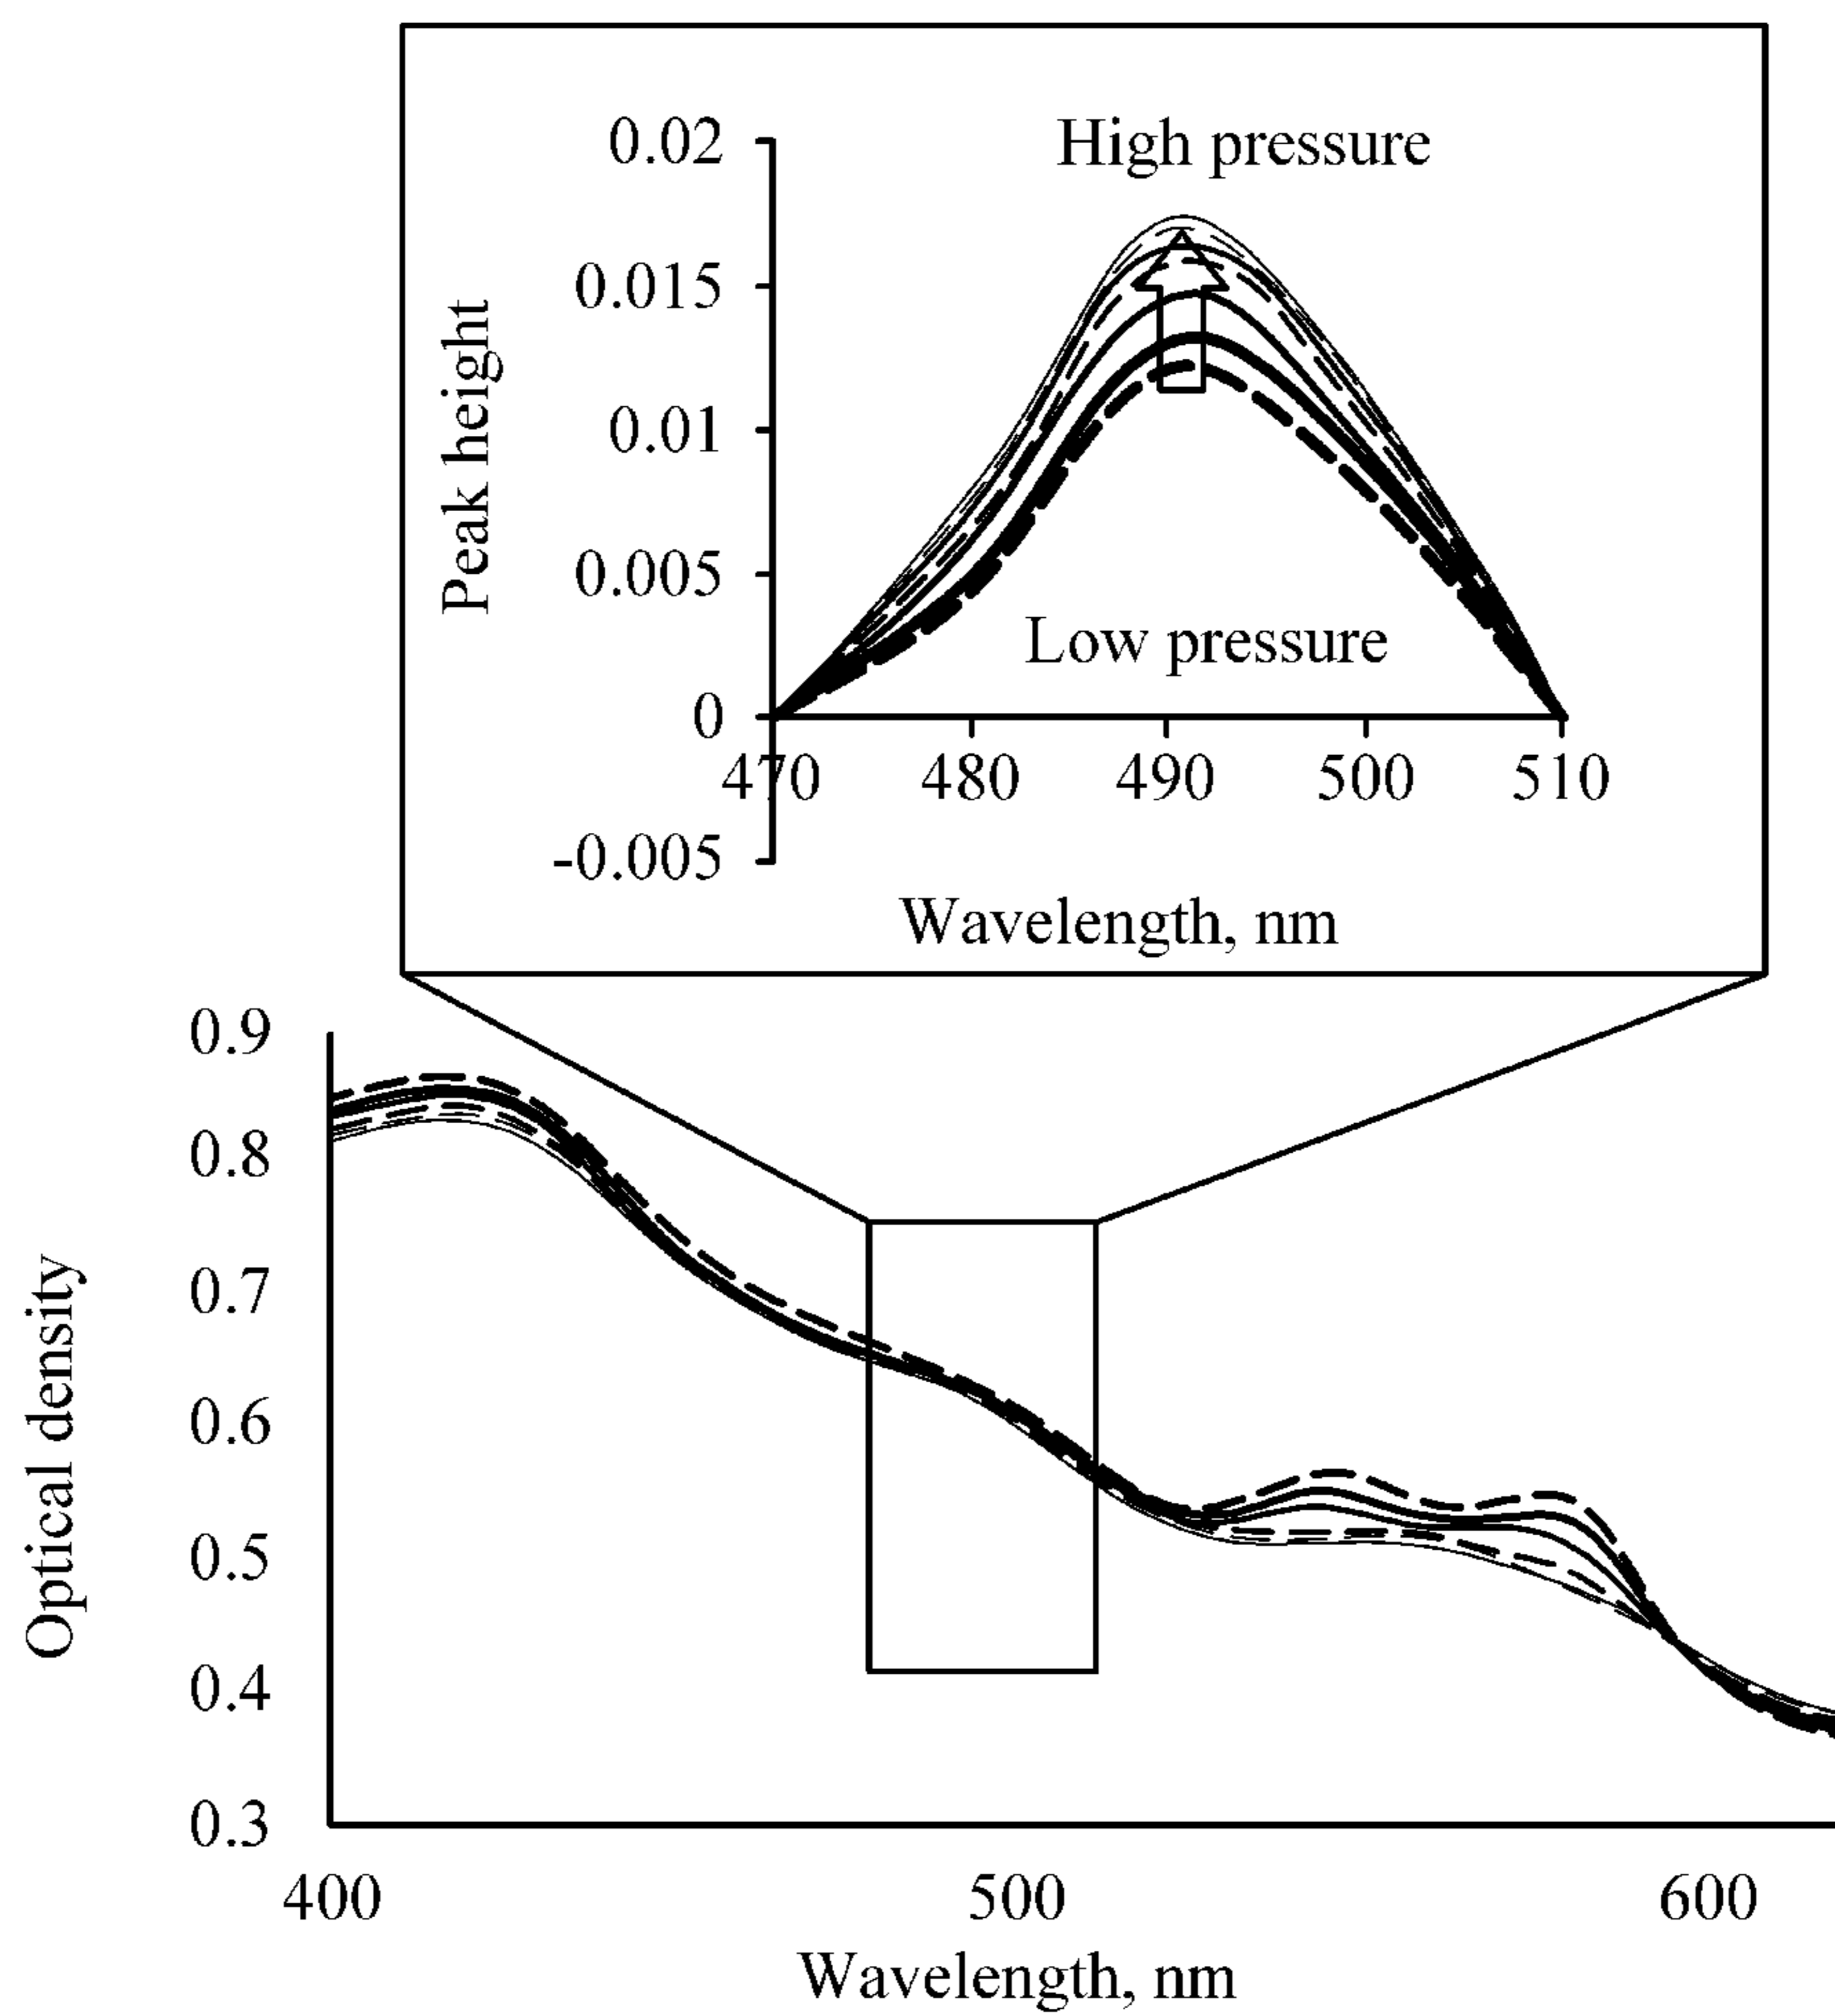 High pressure
0.02
0.015
0.01
0.005
0
-0.005
Peak height
Low pressure
470 480 490 500 510
Wavelength, nm
0.9
0.8
0.7
0.6
0.5
0.4
0.3
Optical density
400 500 600
Wavelength, nm